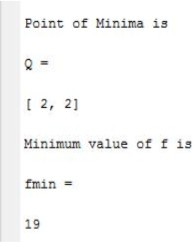 Point of Minima is
Q =
[ 2, 2]
Minimum value of f is
fmin =
19